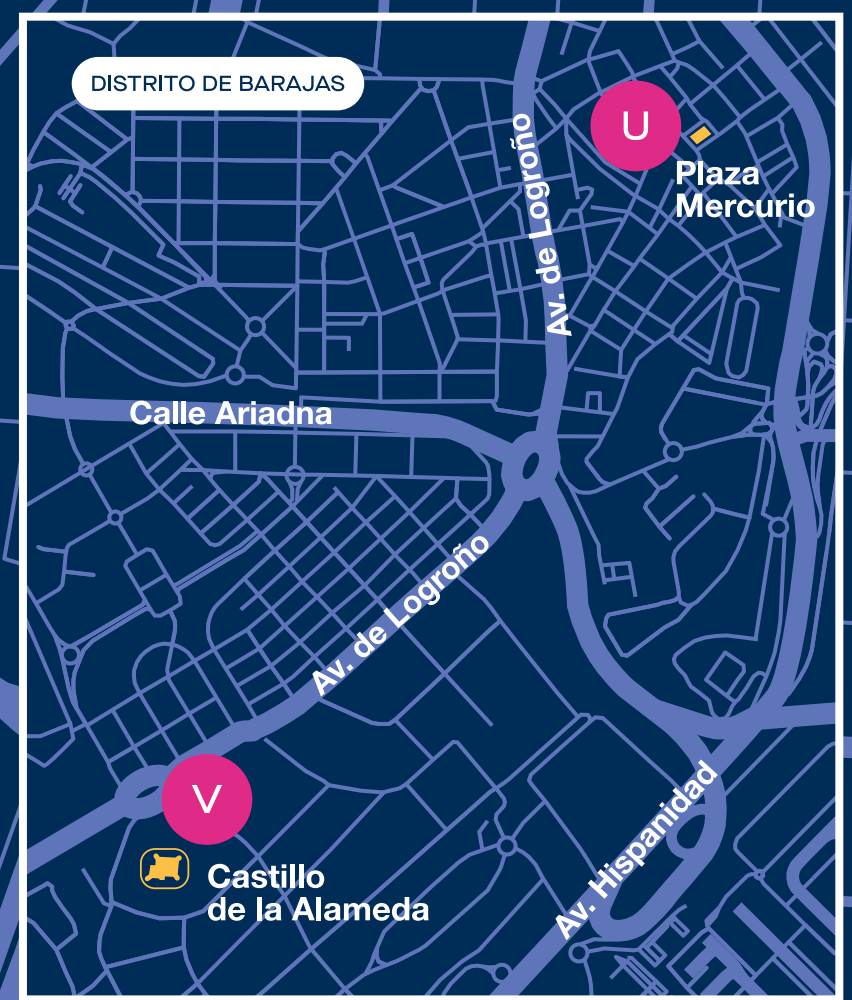 DISTRITO DE BARAJAS
U
Plaza
Mercurio
Av. de Logroño
Calle Ariadna
Av. de Logroño
V
Castillo
de la Alameda
Av. Hispanidad